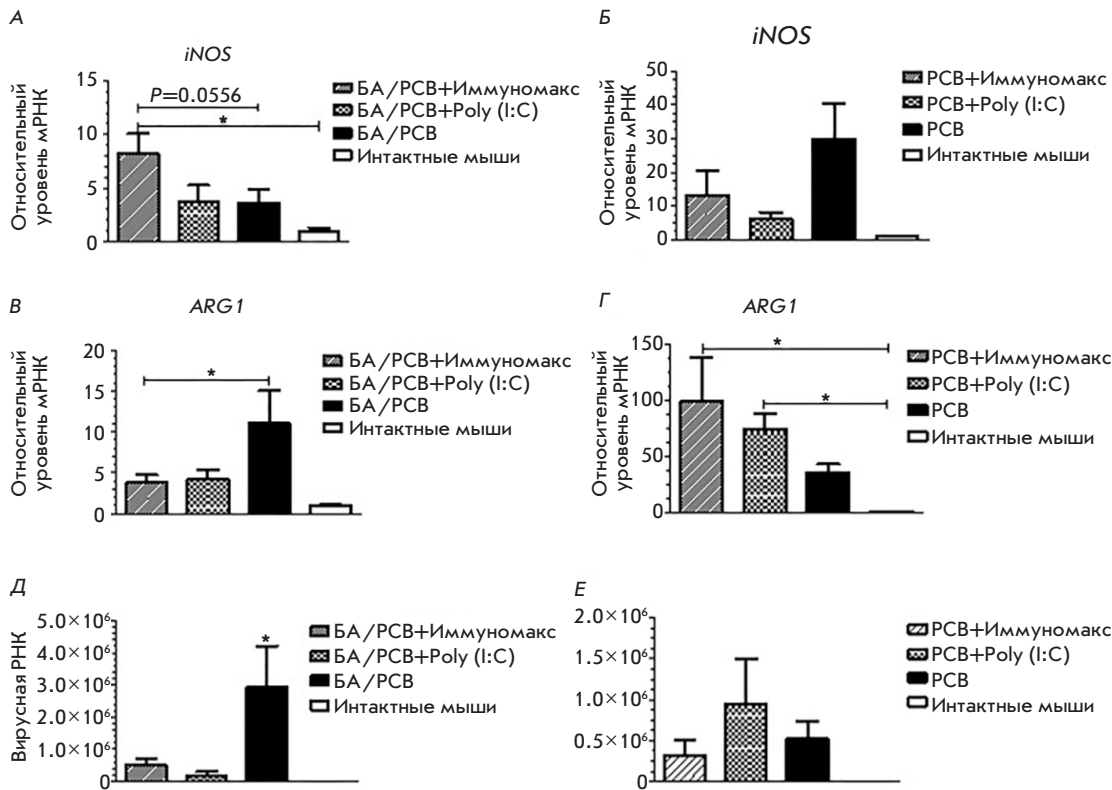 А
iNOS
Относительный
уровень мРНК
15
10
5
0
P=0.0556
*
БА/РСВ+Иммуномакс
БА/РСВ+Poly (I:C)
БА/РСВ
Интактные мыши
Б
iNOS
Относительный
уровень мРНК
50
40
30
20
10
0
РСВ+Иммуномакс
РСВ+Poly (I:C)
РСВ
Интактные мыши
В
ARG1
Относительный
уровень мРНК
20
15
10
5
0
*
БА/РСВ+Иммуномакс
БА/РСВ+Poly (I:C)
БА/РСВ
Интактные мыши
Г
ARG1
Относительный
уровень мРНК
150
100
50
0
*
*
РСВ+Иммуномакс
РСВ+Poly (I:C)
РСВ
Интактные мыши
Д
Вирусная РНК
5.0×10⁶
4.0×10⁶
3.0×10⁶
2.0×10⁶
1.0×10⁶
0
*
БА/РСВ+Иммуномакс
БА/РСВ+Poly (I:C)
БА/РСВ
Интактные мыши
Е
2.0×10⁶
1.5×10⁶
1.0×10⁶
0.5×10⁶
0
РСВ+Иммуномакс
РСВ+Poly (I:C)
РСВ
Интактные мыши